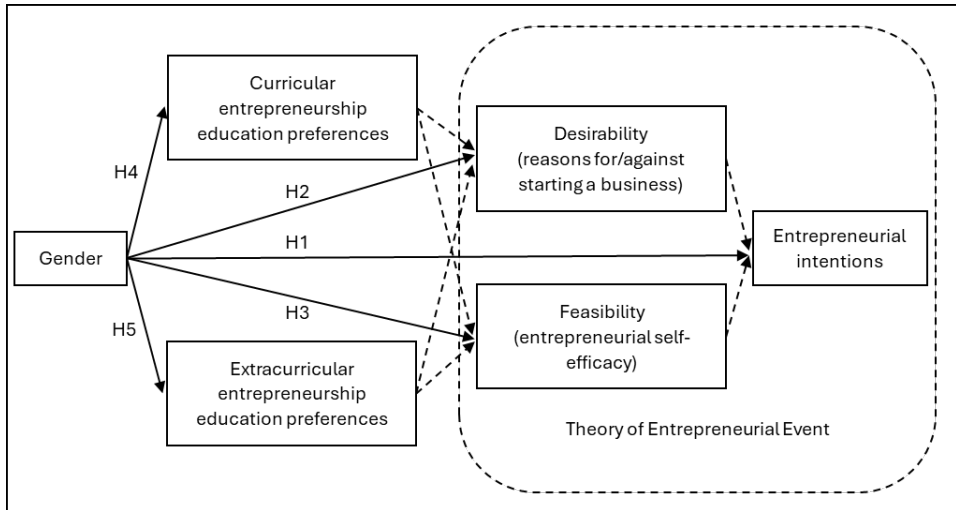 Curricular
entrepreneurship
education preferences
Desirability
(reasons for/against
starting a business)
H4
H2
H1
Gender
Entrepreneurial
intentions
H3
H5
Feasibility
(entrepreneurial self-
efficacy)
Extracurricular
entrepreneurship
education preferences
Theory of Entrepreneurial Event